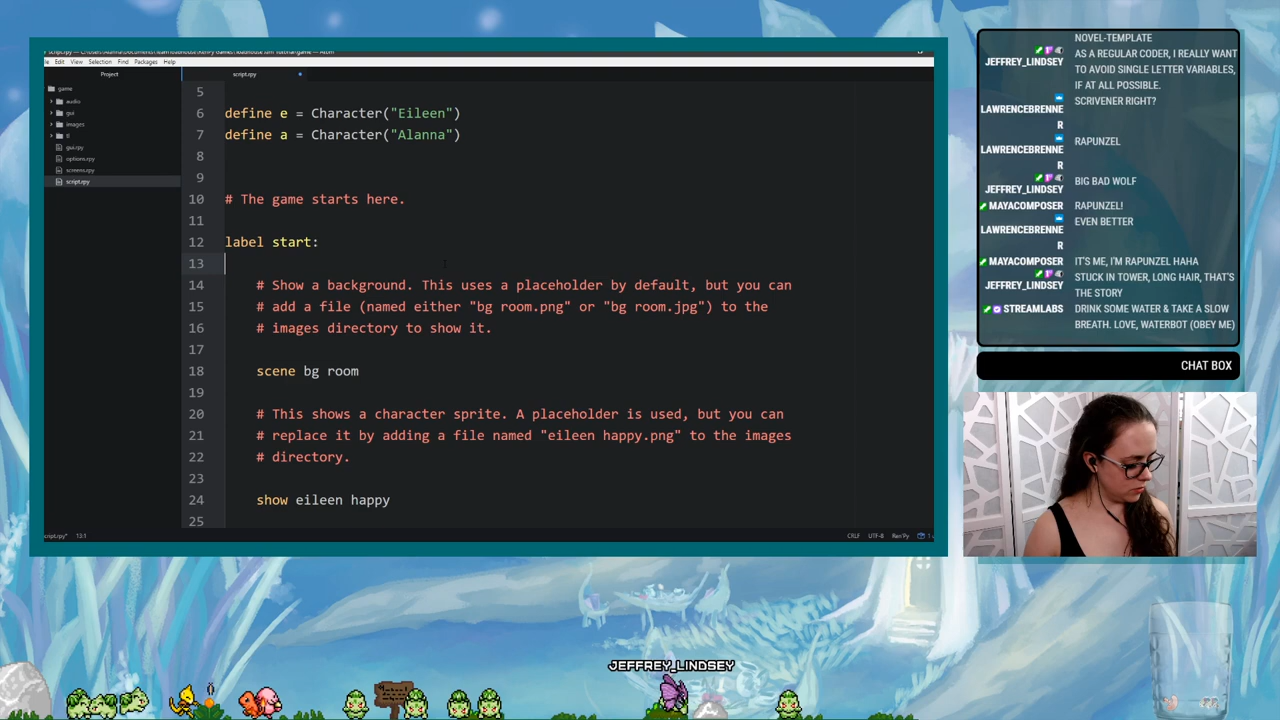 Edit View Selection Find Packages Help
Project
script.rpy
game
audio
gui
images
tl
gui.rpy
options.rpy
screens.rpy
script.rpy
5
6 define e = Character("Eileen")
7 define a = Character("Alanna")
8
9
10 # The game starts here.
11
12 label start:
13
14 # Show a background. This uses a placeholder by default, but you can
15 # add a file (named either "bg room.png" or "bg room.jpg") to the
16 # images directory to show it.
17
18 scene bg room
19
20 # This shows a character sprite. A placeholder is used, but you can
21 # replace it by adding a file named "eileen happy.png" to the images
22 # directory.
23
24 show eileen happy
25
13:1
CRLF UTF-8 Ren'Py
NOVEL-TEMPLATE
JEFFREY_LINDSEY AS A REGULAR CODER, I REALLY WANT
TO AVOID SINGLE LETTER VARIABLES,
IF AT ALL POSSIBLE.
LAWRENCEBRENNE
R
SCRIVENER RIGHT?
LAWRENCEBRENNE
R
RAPUNZEL
JEFFREY_LINDSEY BIG BAD WOLF
MAYACOMPOSER RAPUNZEL!
LAWRENCEBRENNE
R
EVEN BETTER
MAYACOMPOSER IT'S ME, I'M RAPUNZEL HAHA
JEFFREY_LINDSEY STUCK IN TOWER, LONG HAIR, THAT'S
THE STORY
STREAMLABS DRINK SOME WATER & TAKE A SLOW
BREATH. LOVE, WATERBOT (OBEY ME)
CHAT BOX
JEFFREY_LINDSEY